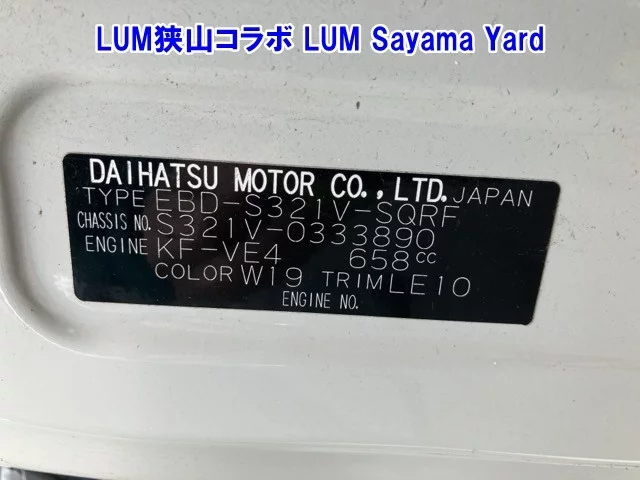 LUM狭山コラボ LUM Sayama Yard
DAIHATSU MOTOR CO.,LTD. JAPAN
TYPE EBD-S321V-SQRF
CHASSIS NO. S321V-0333890
ENGINE KF-VE4 658cc
COLOR W19 TRIM LE10
ENGINE NO.